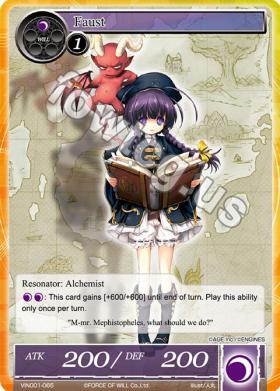 Faust
WILL
1
Resonator: Alchemist
: This card gains [+600/+600] until end of turn. Play this ability
only once per turn.
"M-mr. Mephistopheles, what should we do?"
ATK 200/ DEF 200
©AGE Inc./©ENGINES
VIN001-065 ©FORCE OF WILL Co.,Ltd.